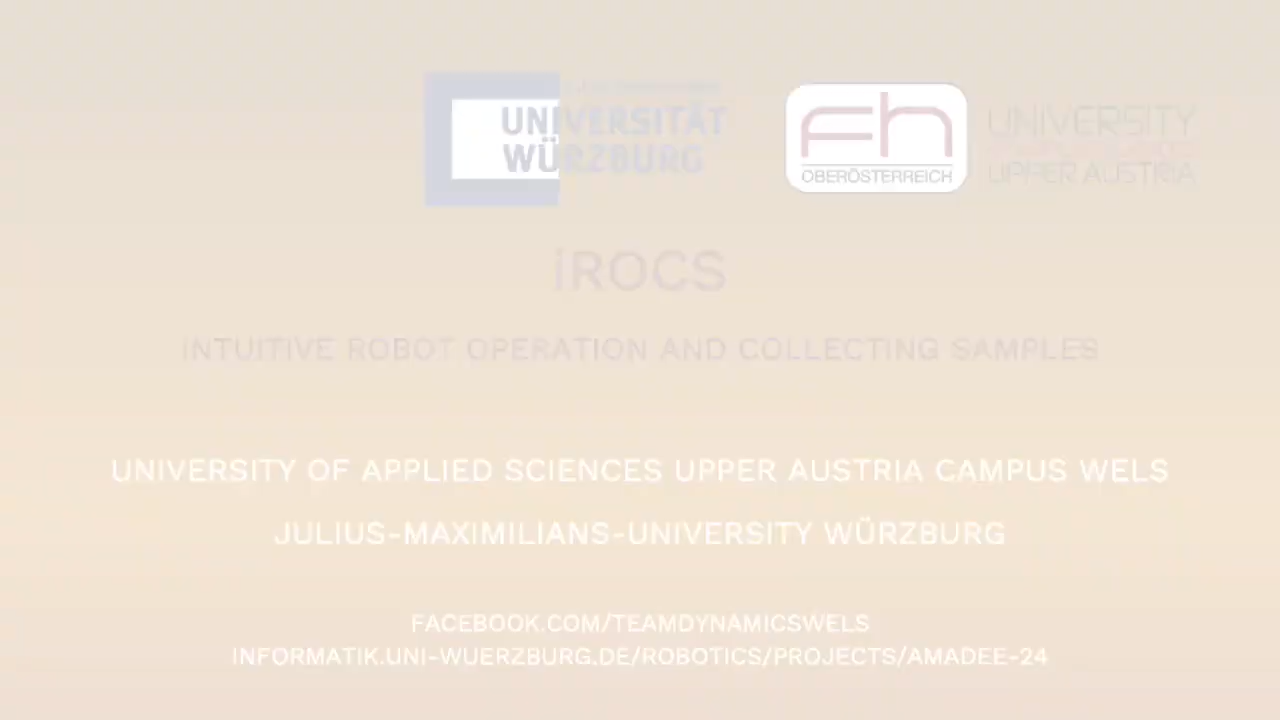 UNIVERSITÄT
WÜRZBURG
fh
OBERÖSTERREICH
UNIVERSITY
UPPER AUSTRIA
iROCS
INTUITIVE ROBOT OPERATION AND COLLECTING SAMPLES
UNIVERSITY OF APPLIED SCIENCES UPPER AUSTRIA CAMPUS WELS
JULIUS-MAXIMILIANS-UNIVERSITY WÜRZBURG
FACEBOOK.COM/TEAMDYNAMICSWELS
INFORMATIK.UNI-WUERZBURG.DE/ROBOTICS/PROJECTS/AMADEE-24